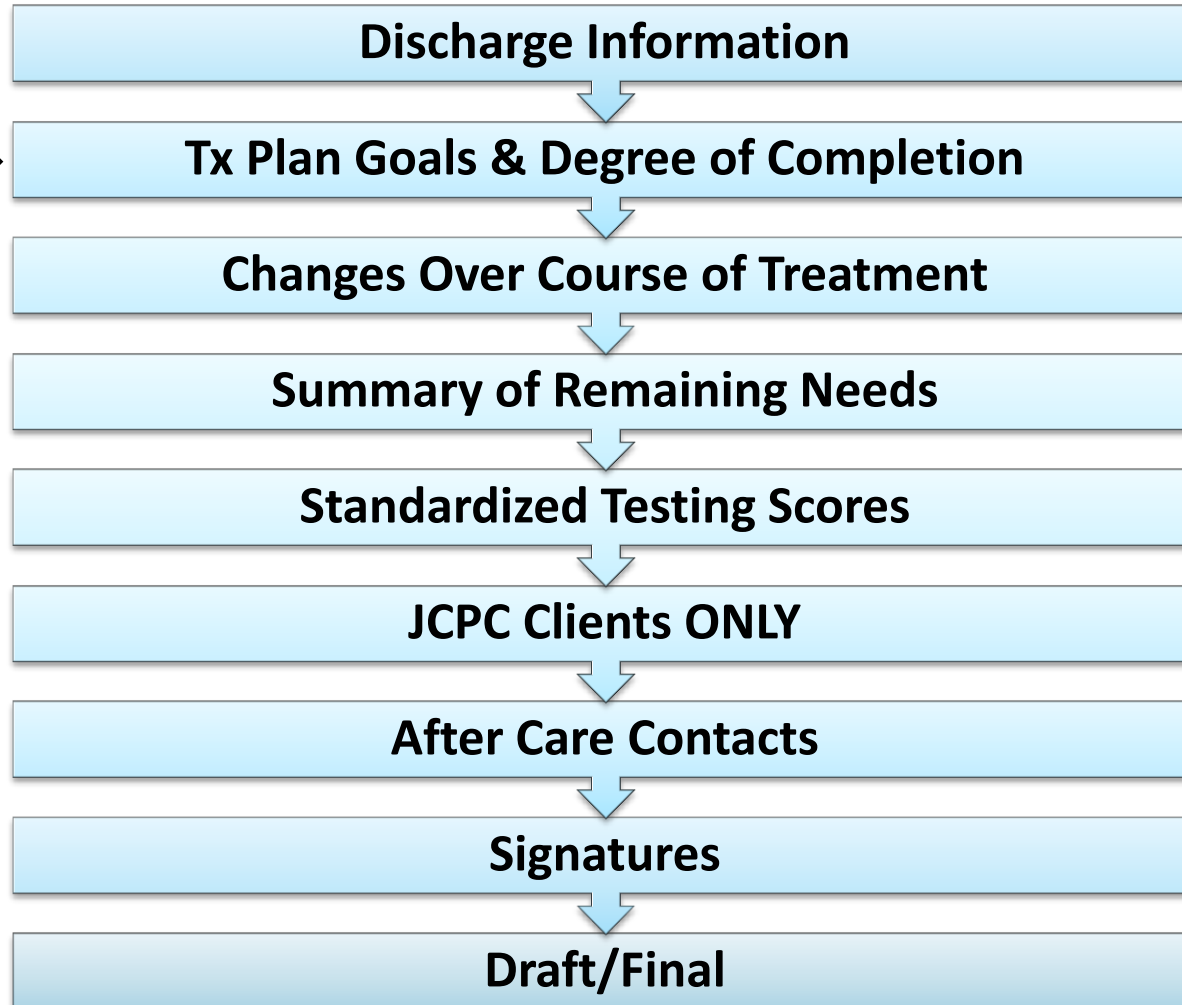 Discharge Information
Tx Plan Goals & Degree of Completion
Changes Over Course of Treatment
Summary of Remaining Needs
Standardized Testing Scores
JCPC Clients ONLY
After Care Contacts
Signatures
Draft/Final